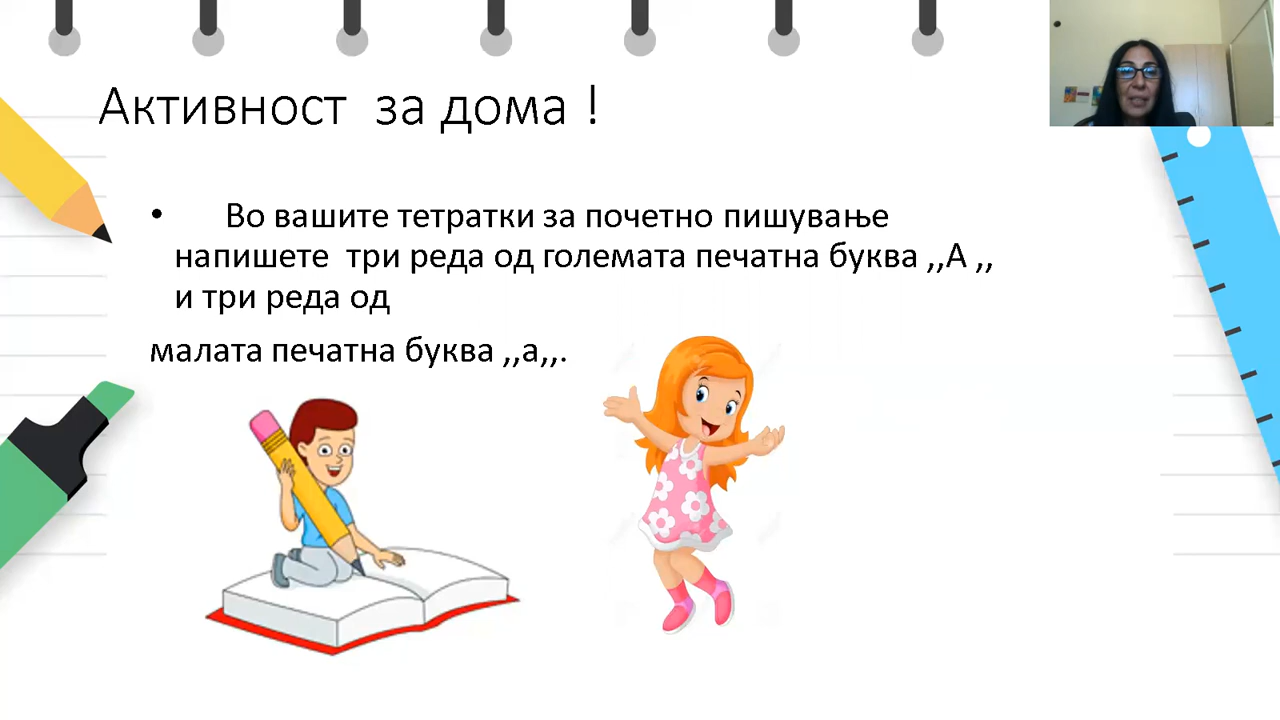 Активност за дома !
• Во вашите тетратки за почетно пишување
напишете три реда од големата печатна буква ,,А ,,
и три реда од
малата печатна буква ,,а,,.